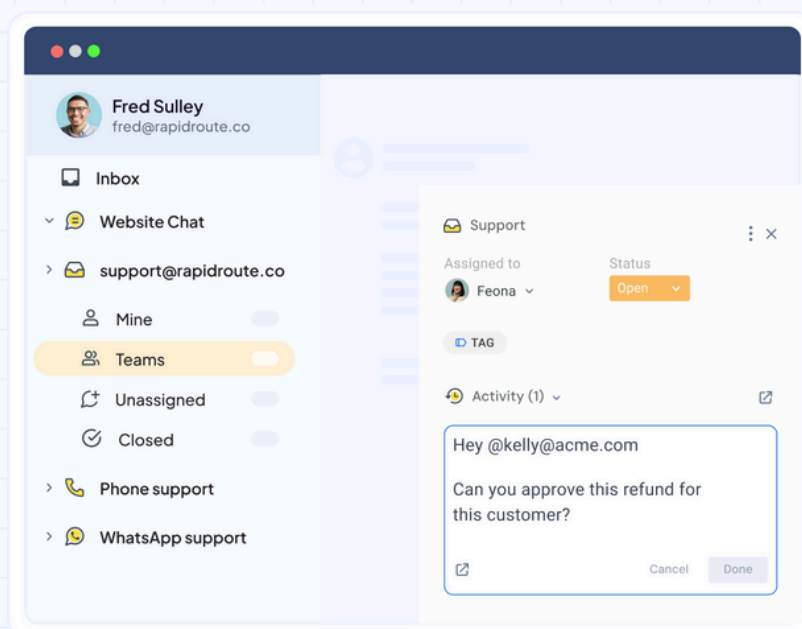 Fred Sulley
fred@rapidroute.co
Inbox
Website Chat
support@rapidroute.co
Mine
Teams
Unassigned
Closed
Phone support
WhatsApp support
Support
Assigned to
Status
Feona
Open
TAG
Activity (1)
Hey @kelly@acme.com
Can you approve this refund for
this customer?
Cancel
Done